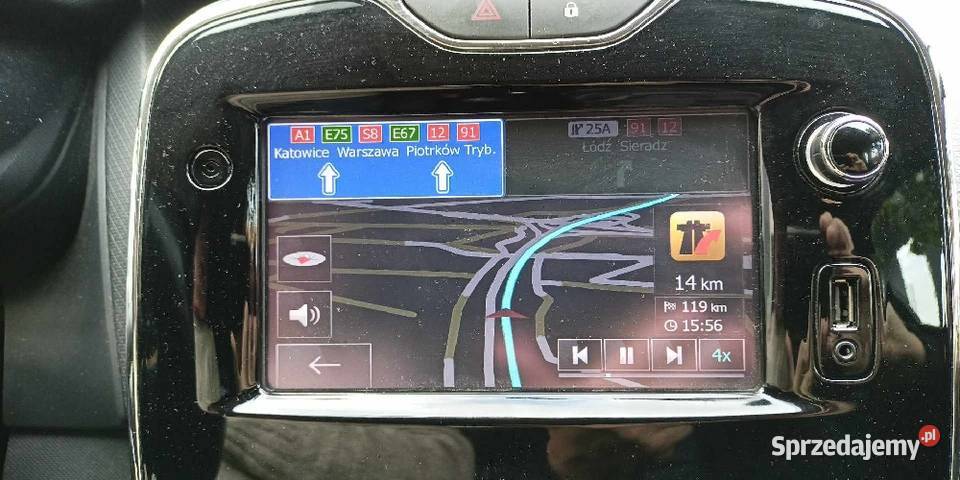 A1 E75 S8 E67 12 91
Katowice Warszawa Piotrków Tryb.
25A 91 12
Łódź Sieradz
14 km
119 km
15:56
4x
Sprzedajemy.pl